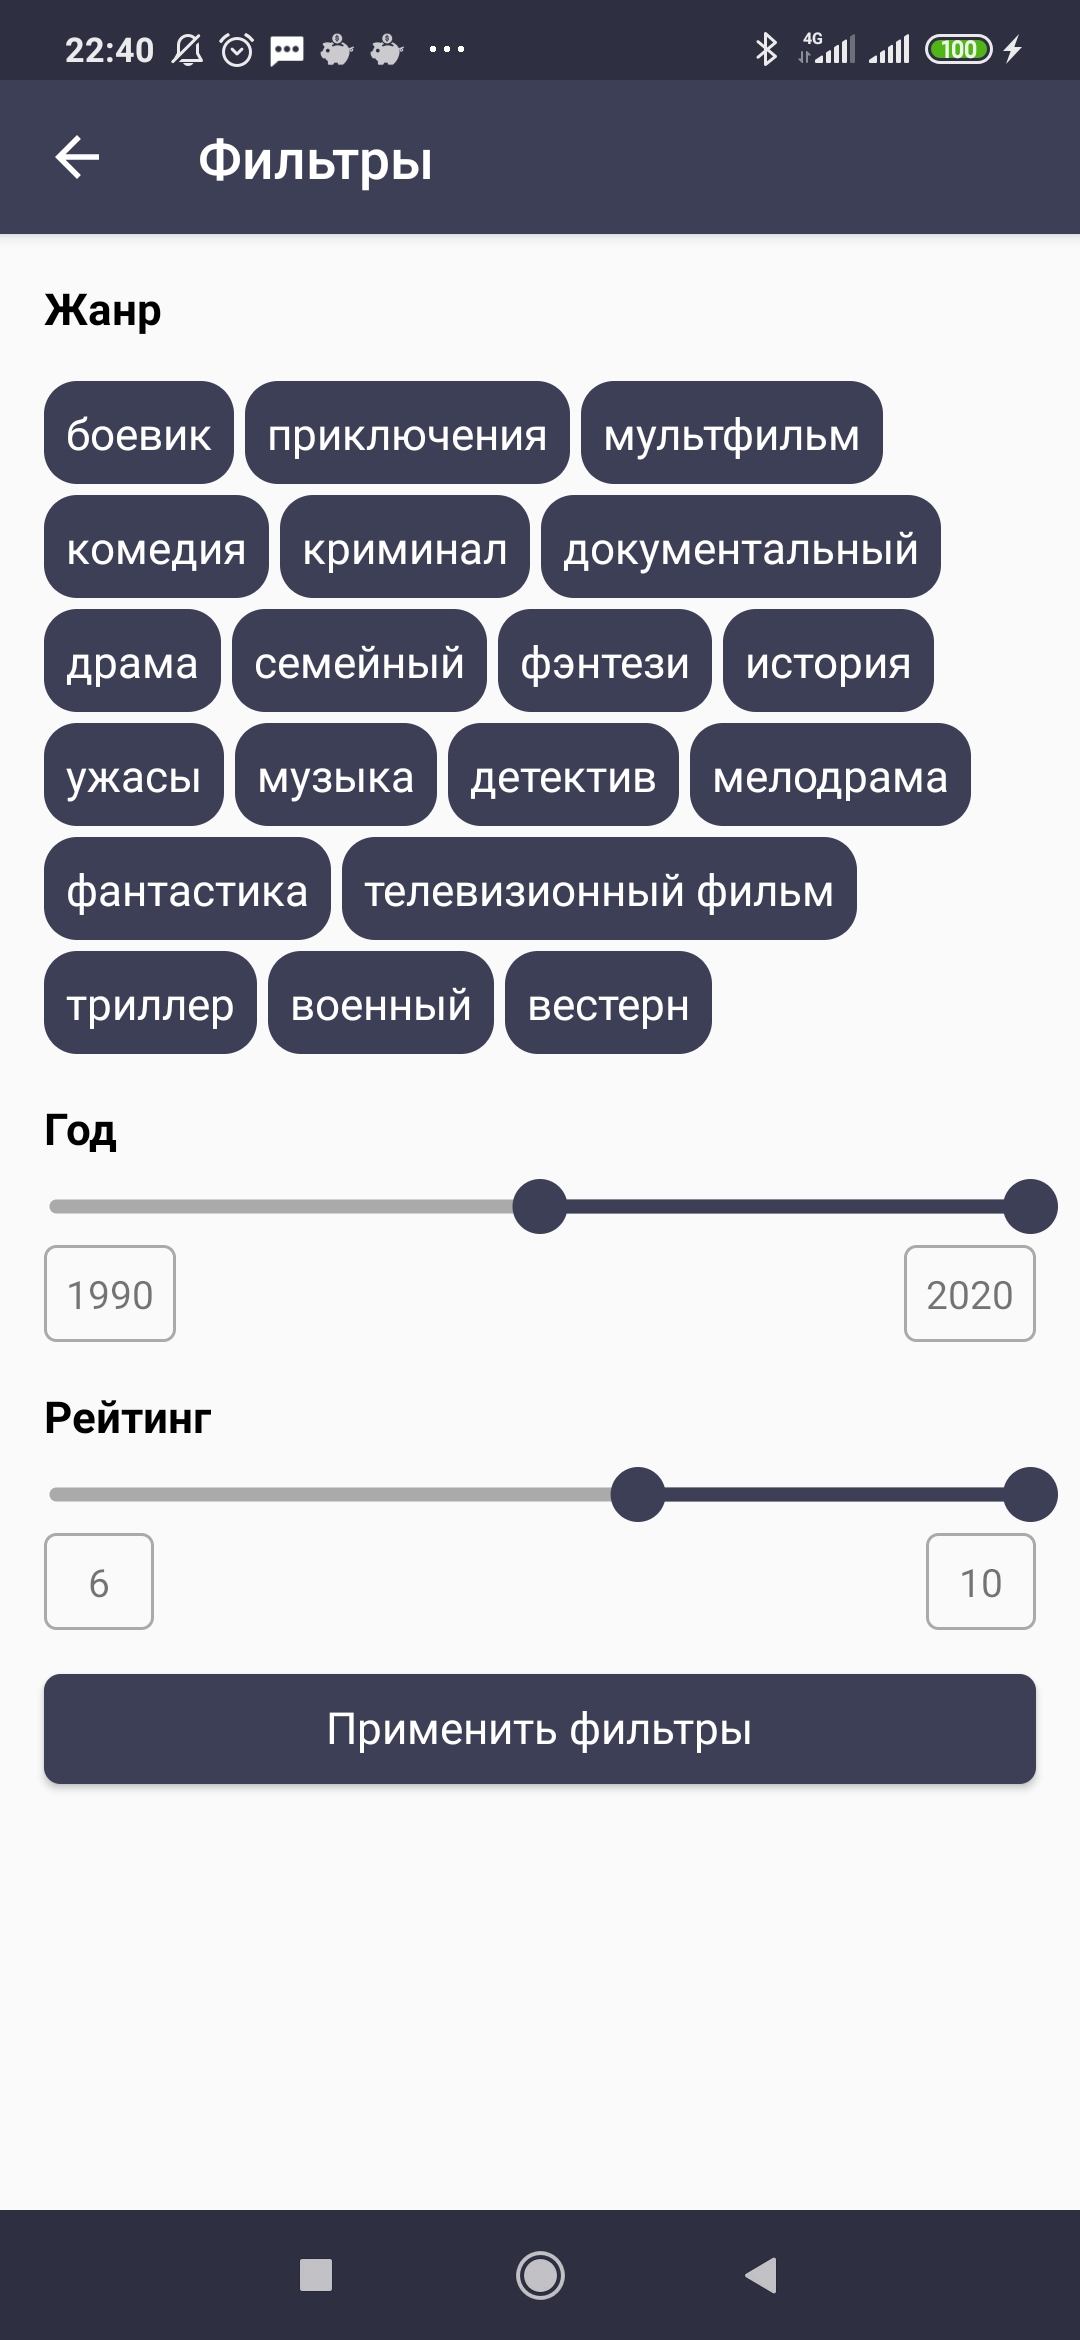 22:40 4G 100
Фильтры
Жанр
боевик приключения мультфильм
комедия криминал документальный
драма семейный фэнтези история
ужасы музыка детектив мелодрама
фантастика телевизионный фильм
триллер военный вестерн
Год
1990 2020
Рейтинг
6 10
Применить фильтры